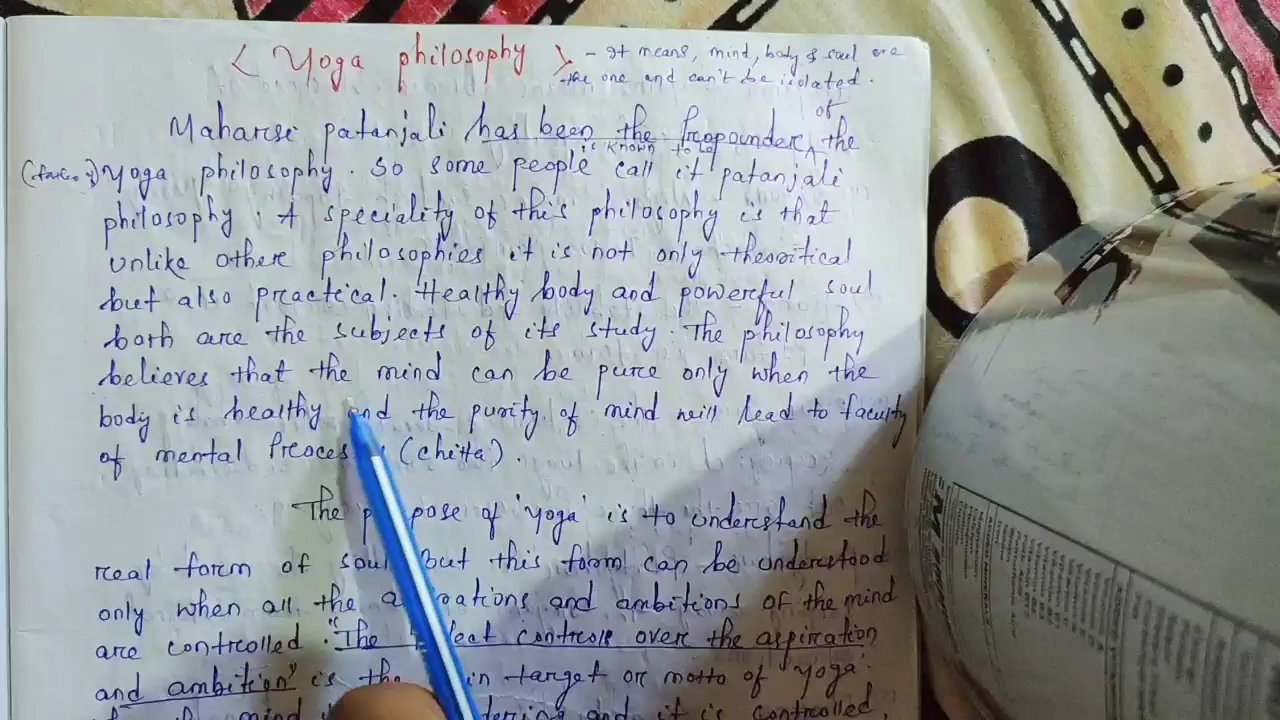 < Yoga philosophy > - It means, mind, body & soul are
the one and can't be isolated.
Maharsi patanjali has been the Propounder of the
is known to be
Yoga philosophy. So some people call it patanjali
philosophy. A speciality of this philosophy is that
unlike other philosophies it is not only theoritical
but also practical. Healthy body and powerful soul
both are the subjects of its study. The philosophy
believes that the mind can be pure only when the
body is healthy and the purity of mind will lead to faculty
of mental (chitta).
The of 'yoga' is to understand the
real form of soul but this form can be understood
only when all the and ambitions of the mind
are controlled. "The controls over the aspiration
and ambition" is the target or motto of "yoga".
mind and it is controlled,